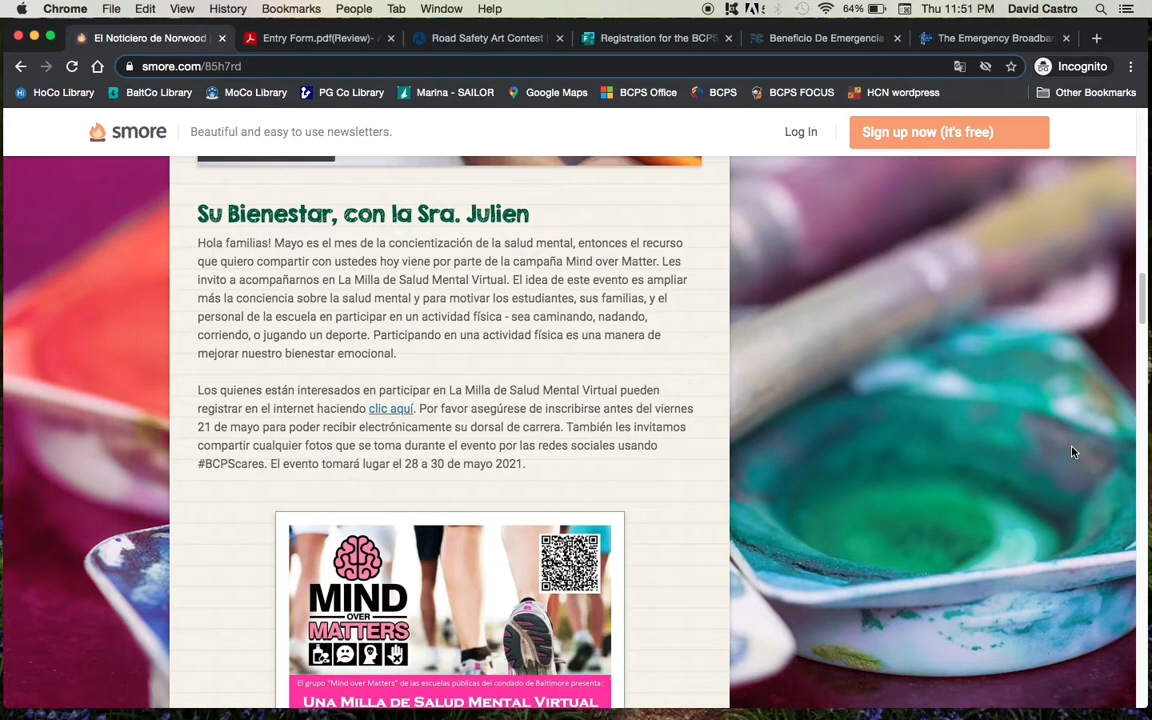 Chrome File Edit View History Bookmarks People Tab Window Help 64% Thu 11:51 PM David Castro
El Noticiero de Norwood Entry Form.pdf(Review)- Road Safety Art Contest Registration for the BCPS Beneficio De Emergencia The Emergency Broadban
smore.com/85h7rd Incognito
HoCo Library BaltCo Library MoCo Library PG Co Library Marina - SAILOR Google Maps BCPS Office BCPS BCPS FOCUS HCN wordpress Other Bookmarks
smore Beautiful and easy to use newsletters. Log In Sign up now (it's free)
Su Bienestar, con la Sra. Julien
Hola familias! Mayo es el mes de la concientización de la salud mental, entonces el recurso
que quiero compartir con ustedes hoy viene por parte de la campaña Mind over Matter. Les
invito a acompañarnos en La Milla de Salud Mental Virtual. El idea de este evento es ampliar
más la conciencia sobre la salud mental y para motivar los estudiantes, sus familias, y el
personal de la escuela en participar en un actividad física - sea caminando, nadando,
corriendo, o jugando un deporte. Participando en una actividad física es una manera de
mejorar nuestro bienestar emocional.
Los quienes están interesados en participar en La Milla de Salud Mental Virtual pueden
registrar en el internet haciendo clic aquí. Por favor asegúrese de inscribirse antes del viernes
21 de mayo para poder recibir electrónicamente su dorsal de carrera. También les invitamos
compartir cualquier fotos que se toma durante el evento por las redes sociales usando
#BCPScares. El evento tomará lugar el 28 a 30 de mayo 2021.
MIND
OVER
MATTERS
El grupo "Mind over Matters" de las escuelas públicas del condado de Baltimore presenta:
UNA MILLA DE SALUD MENTAL VIRTUAL